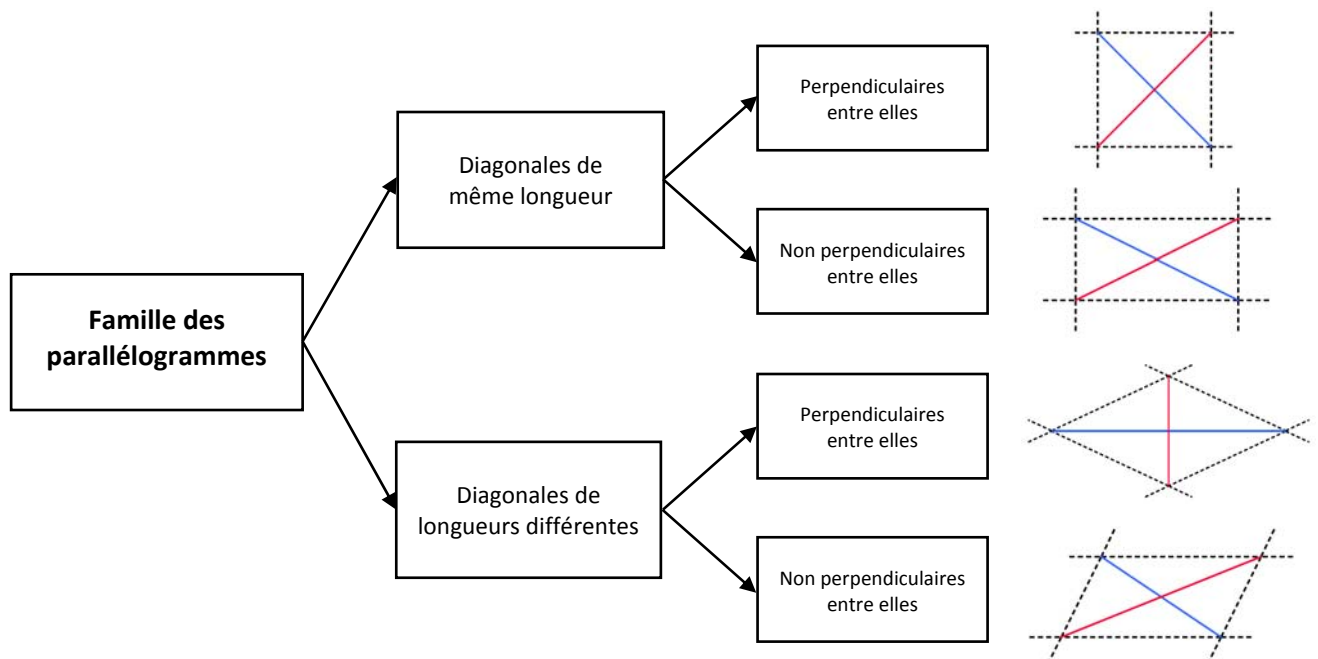 Famille des
parallélogrammes
Diagonales de
même longueur
Perpendiculaires
entre elles
Non perpendiculaires
entre elles
Diagonales de
longueurs différentes
Perpendiculaires
entre elles
Non perpendiculaires
entre elles